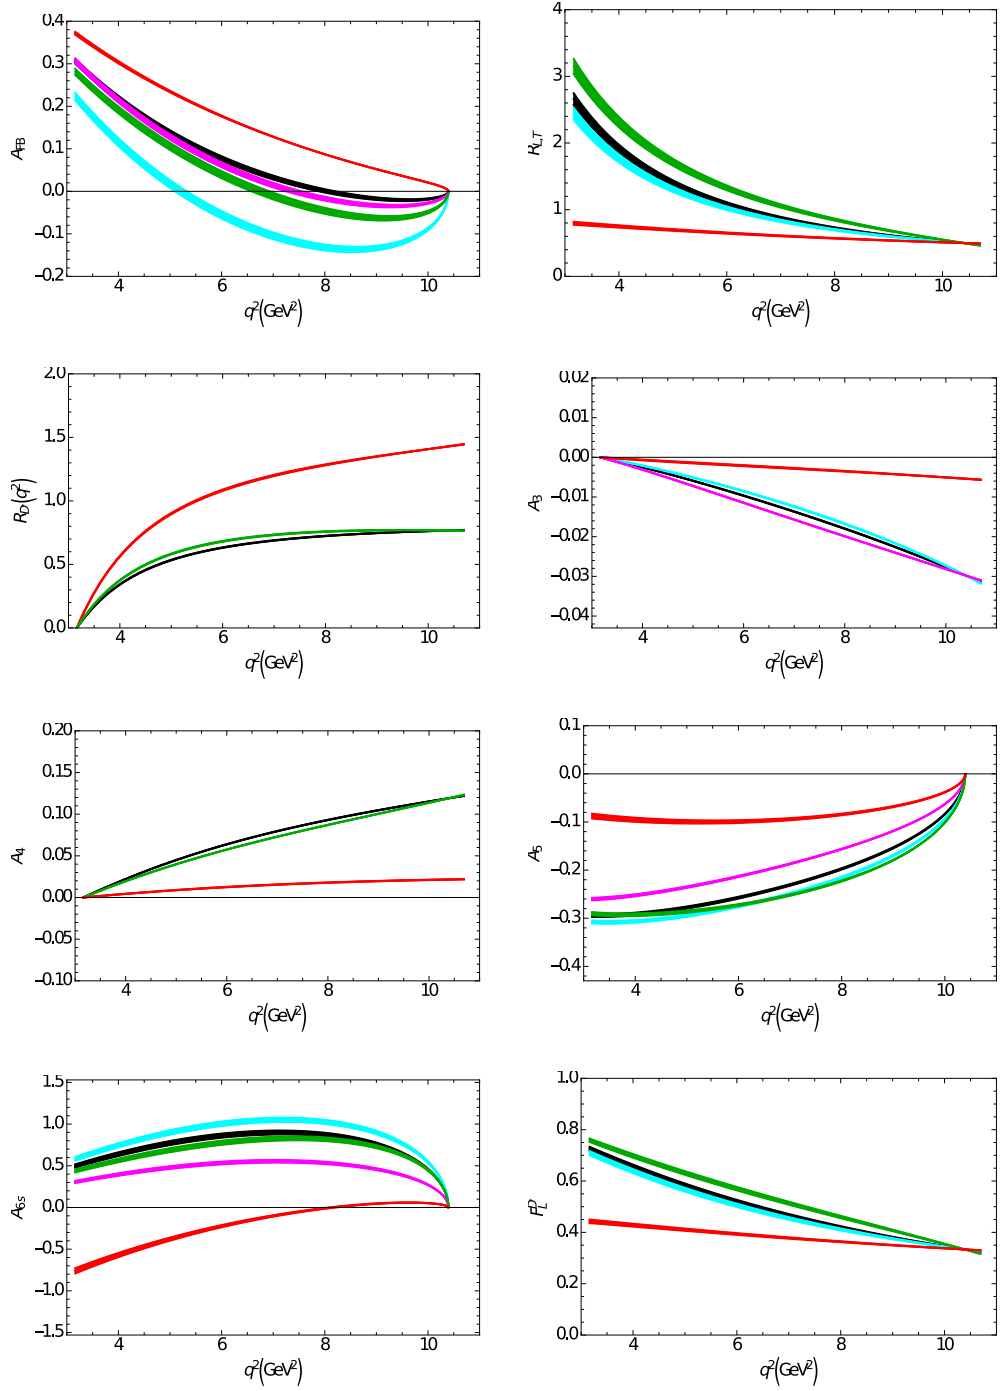 0.4
0.3
0.2
0.1
0.0
−0.1
−0.2
A_FB
4 6 8 10
q²(GeV²)
4
3
2
1
0
R_L,T
4 6 8 10
q²(GeV²)
2.0
1.5
1.0
0.5
0.0
R_D(q²)
4 6 8 10
q²(GeV²)
0.02
0.01
0.00
−0.01
−0.02
−0.03
−0.04
A_3
4 6 8 10
q²(GeV²)
0.20
0.15
0.10
0.05
0.00
−0.05
−0.10
A_4
4 6 8 10
q²(GeV²)
0.1
0.0
−0.1
−0.2
−0.3
−0.4
A_5
4 6 8 10
q²(GeV²)
1.5
1.0
0.5
0.0
−0.5
−1.0
−1.5
A_6s
4 6 8 10
q²(GeV²)
1.0
0.8
0.6
0.4
0.2
0.0
F_L^D
4 6 8 10
q²(GeV²)